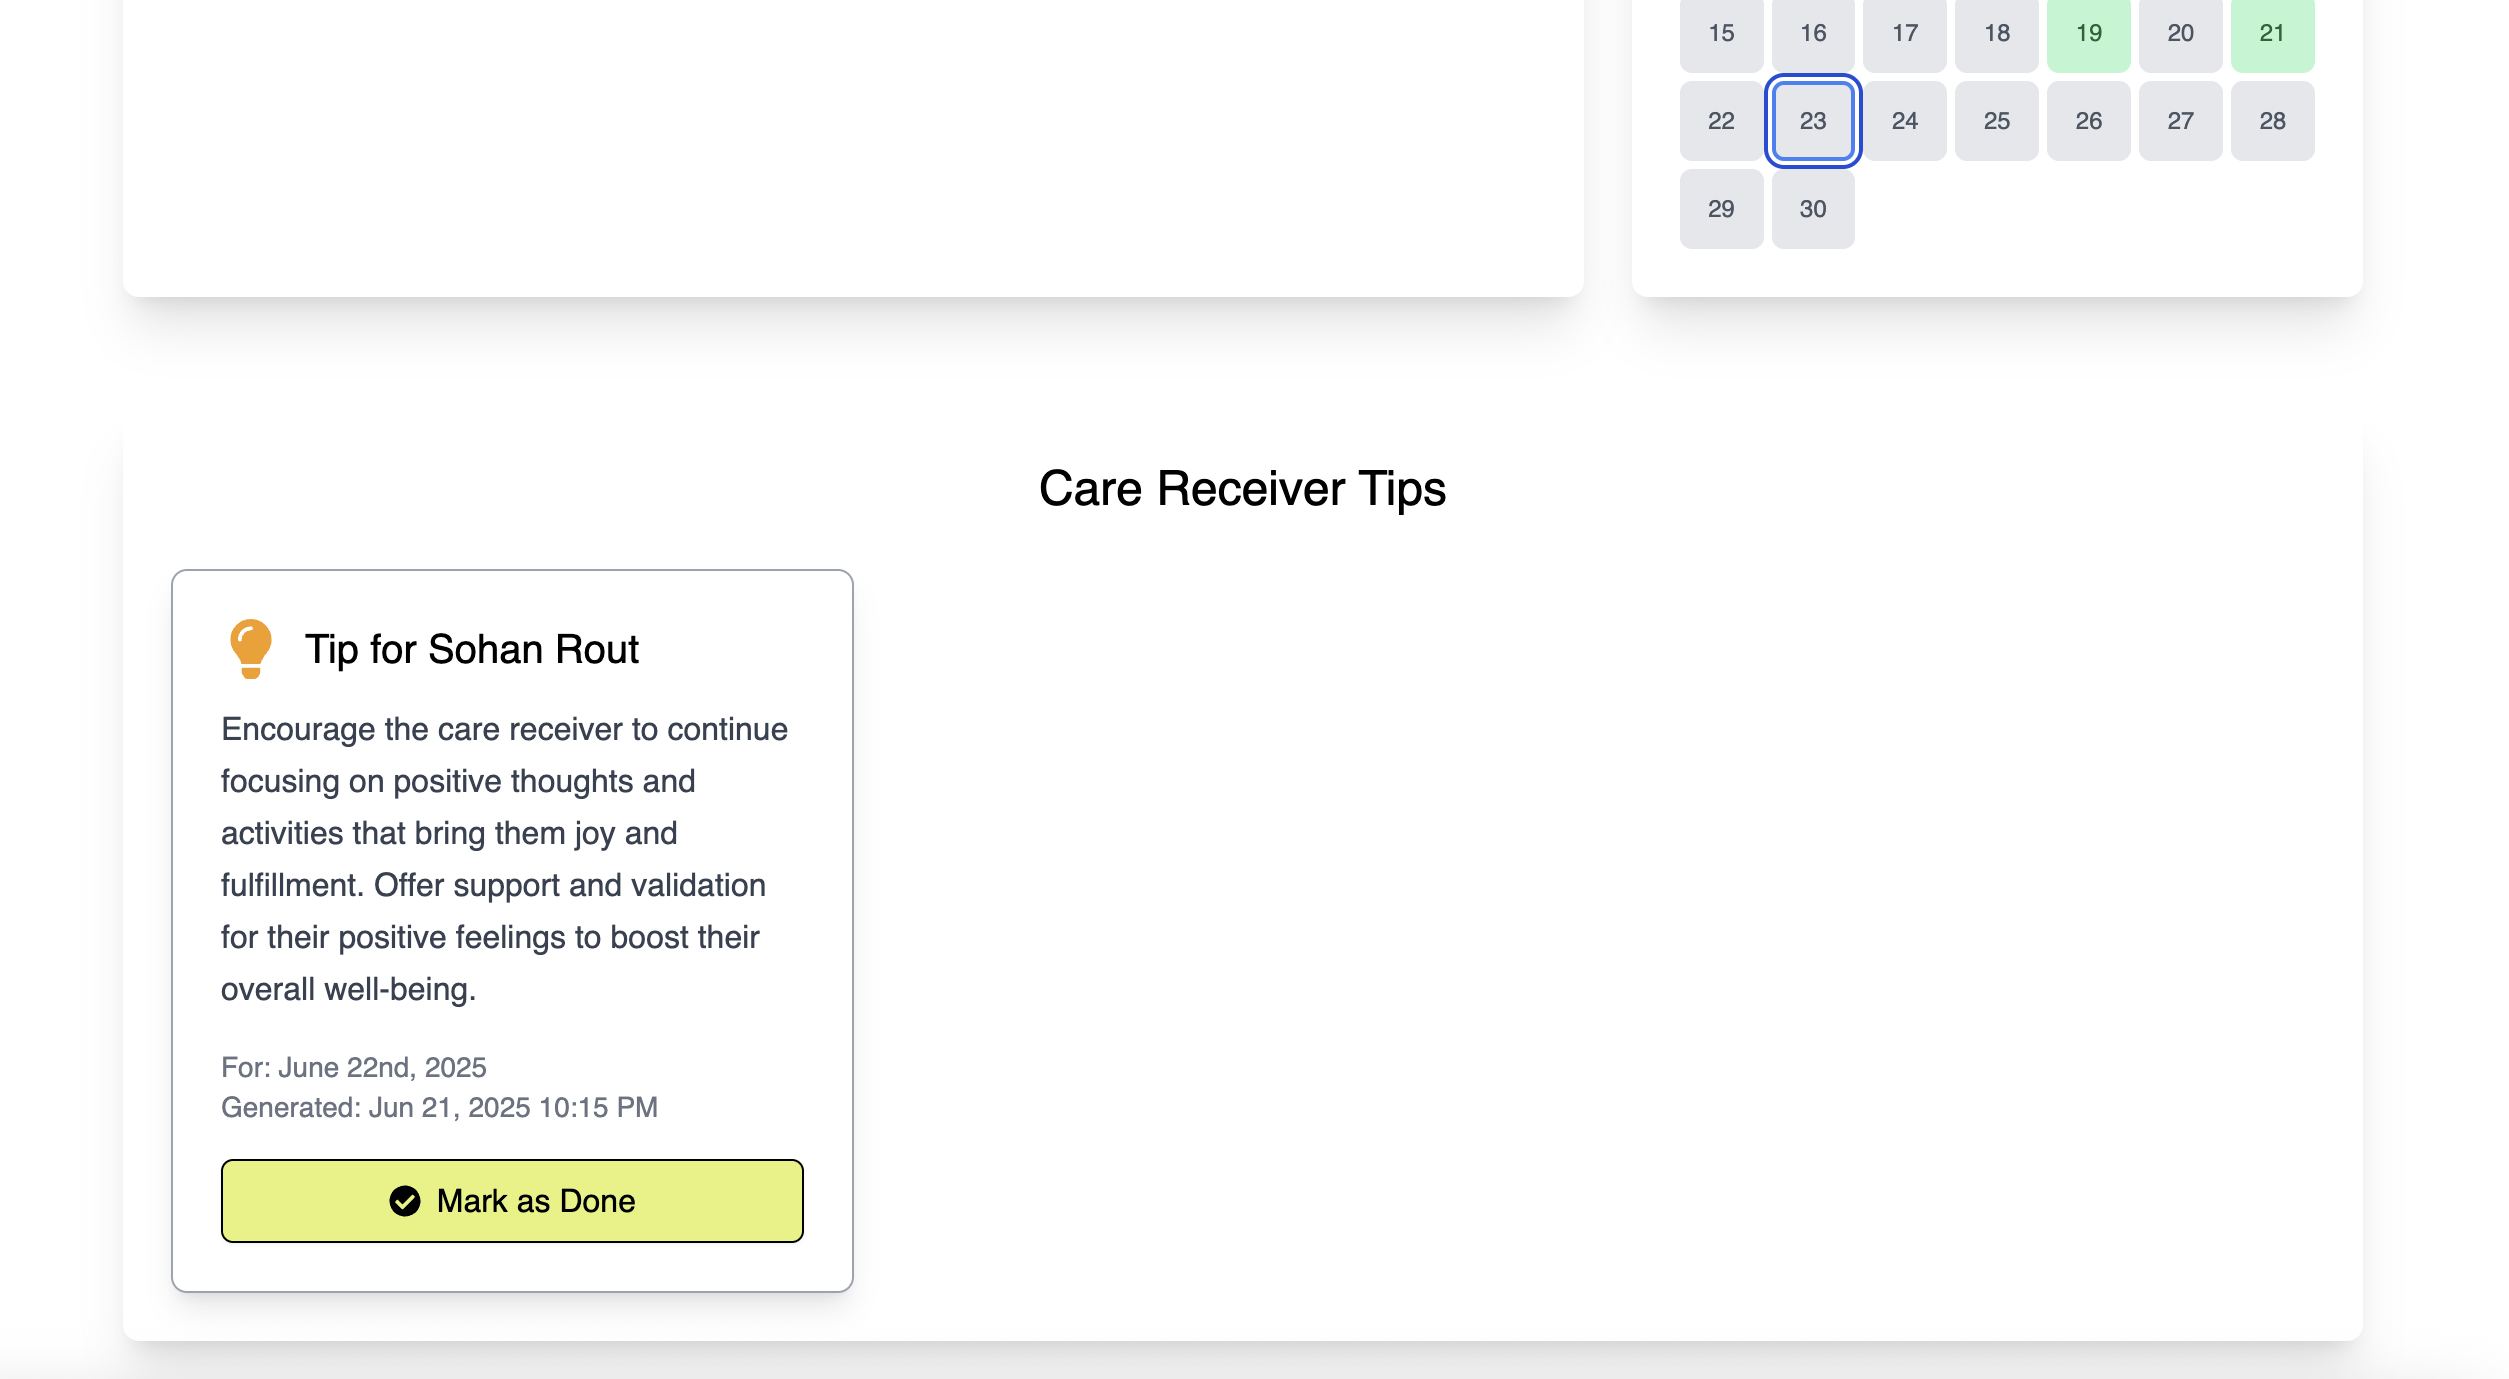 15 16 17 18 19 20 21
22 23 24 25 26 27 28
29 30
Care Receiver Tips
Tip for Sohan Rout
Encourage the care receiver to continue
focusing on positive thoughts and
activities that bring them joy and
fulfillment. Offer support and validation
for their positive feelings to boost their
overall well-being.
For: June 22nd, 2025
Generated: Jun 21, 2025 10:15 PM
Mark as Done